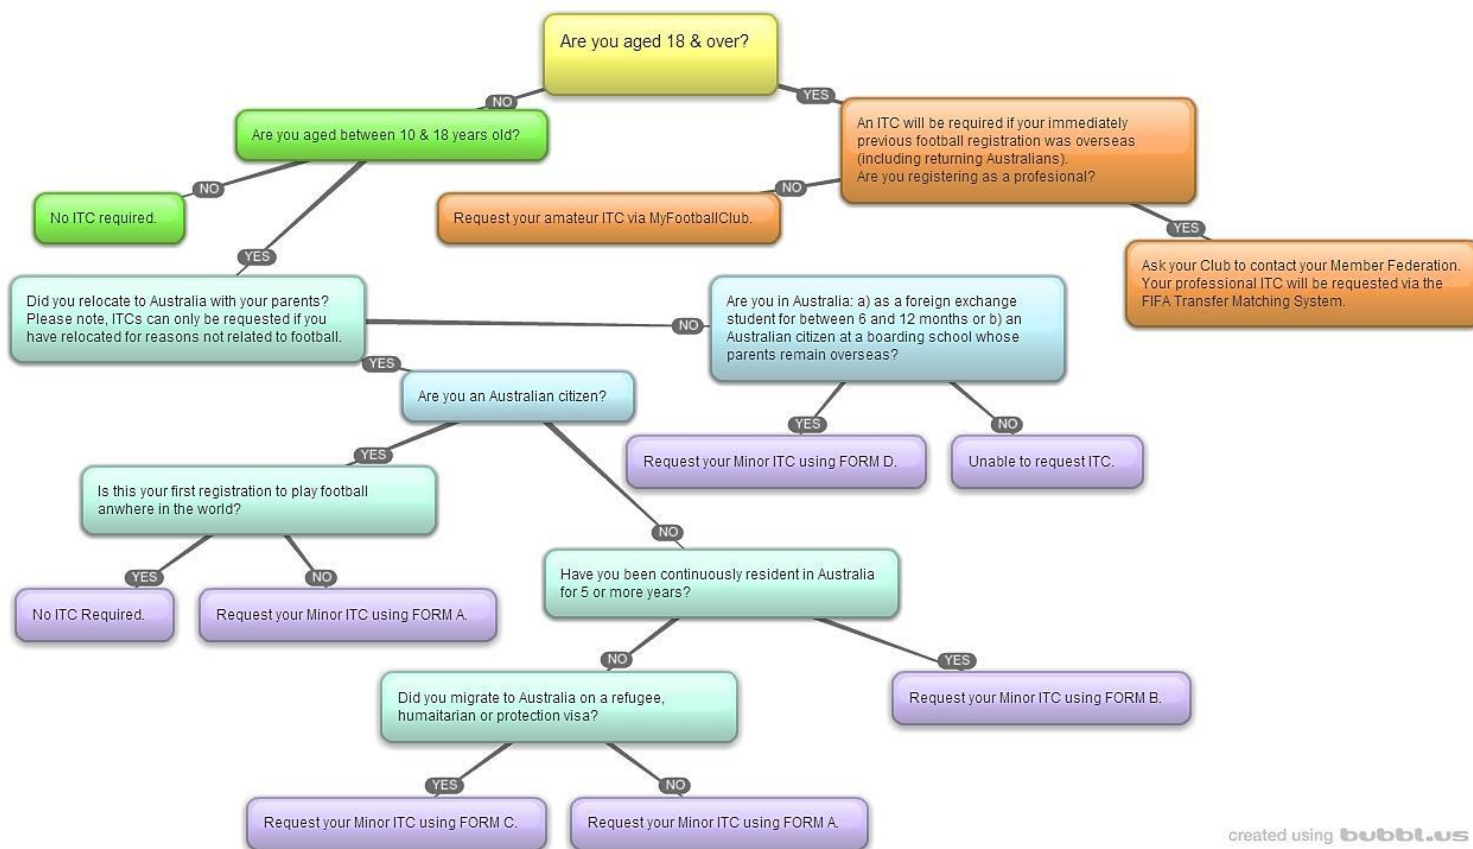 Are you aged 18 & over?
NO
YES
Are you aged between 10 & 18 years old?
An ITC will be required if your immediately
previous football registration was overseas
(including returning Australians).
Are you registering as a profesional?
NO
NO
No ITC required.
Request your amateur ITC via MyFootballClub.
YES
YES
Ask your Club to contact your Member Federation.
Your professional ITC will be requested via the
FIFA Transfer Matching System.
Did you relocate to Australia with your parents?
Please note, ITCs can only be requested if you
have relocated for reasons not related to football.
NO
Are you in Australia: a) as a foreign exchange
student for between 6 and 12 months or b) an
Australian citizen at a boarding school whose
parents remain overseas?
YES
Are you an Australian citizen?
YES
NO
Request your Minor ITC using FORM D.
Unable to request ITC.
YES
Is this your first registration to play football
anwhere in the world?
NO
YES
NO
No ITC Required.
Request your Minor ITC using FORM A.
Have you been continuously resident in Australia
for 5 or more years?
NO
YES
Did you migrate to Australia on a refugee,
humaitarian or protection visa?
Request your Minor ITC using FORM B.
YES
NO
Request your Minor ITC using FORM C.
Request your Minor ITC using FORM A.
created using bubbl.us